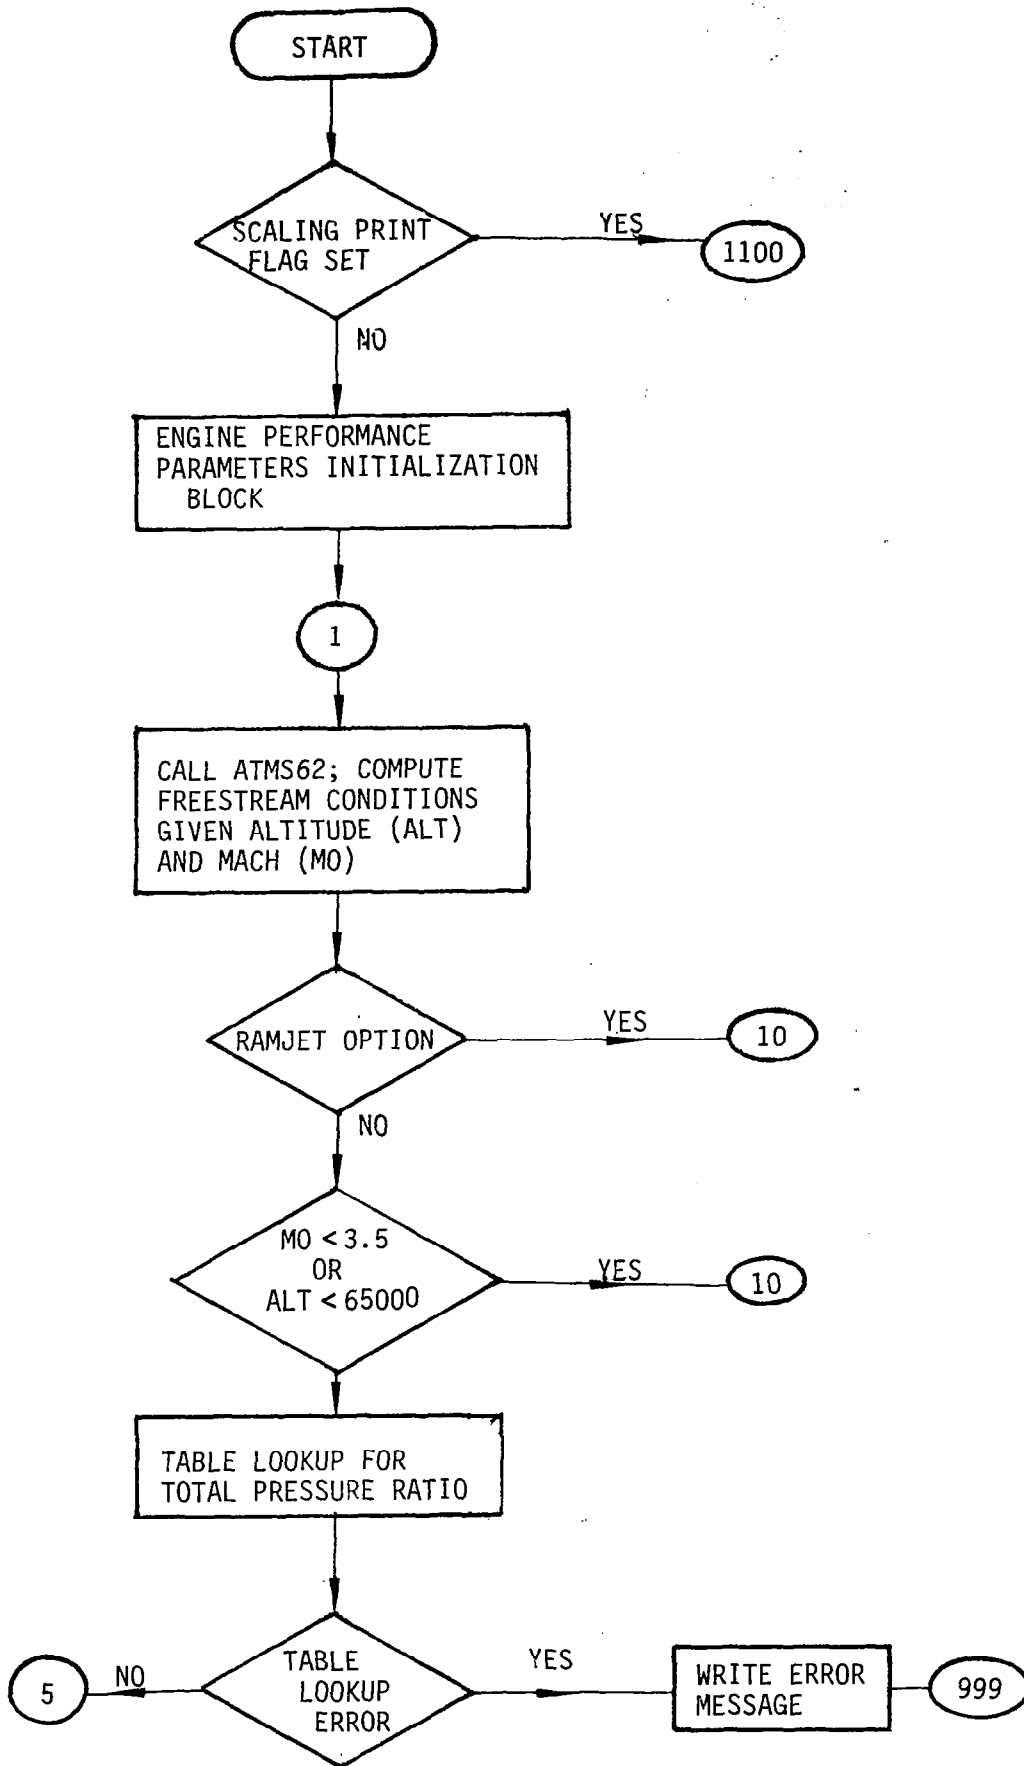 START
SCALING PRINT
FLAG SET
YES
1100
NO
ENGINE PERFORMANCE
PARAMETERS INITIALIZATION
BLOCK
1
CALL ATMS62; COMPUTE
FREESTREAM CONDITIONS
GIVEN ALTITUDE (ALT)
AND MACH (MO)
RAMJET OPTION
YES
10
NO
MO < 3.5
OR
ALT < 65000
YES
10
TABLE LOOKUP FOR
TOTAL PRESSURE RATIO
TABLE
LOOKUP
ERROR
NO
5
YES
WRITE ERROR
MESSAGE
999